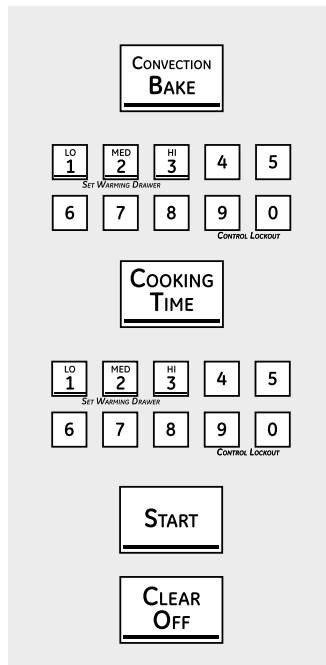 CONVECTION
BAKE
LO MED HI
1 2 3 4 5
SET WARMING DRAWER
6 7 8 9 0
CONTROL LOCKOUT
COOKING
TIME
LO MED HI
1 2 3 4 5
SET WARMING DRAWER
6 7 8 9 0
CONTROL LOCKOUT
START
CLEAR
OFF